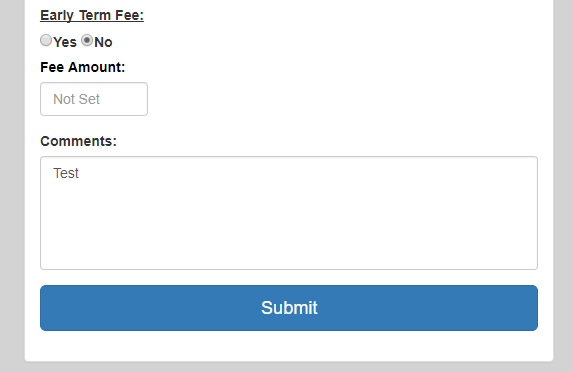 Early Term Fee:
Yes No
Fee Amount:
Not Set
Comments:
Test
Submit